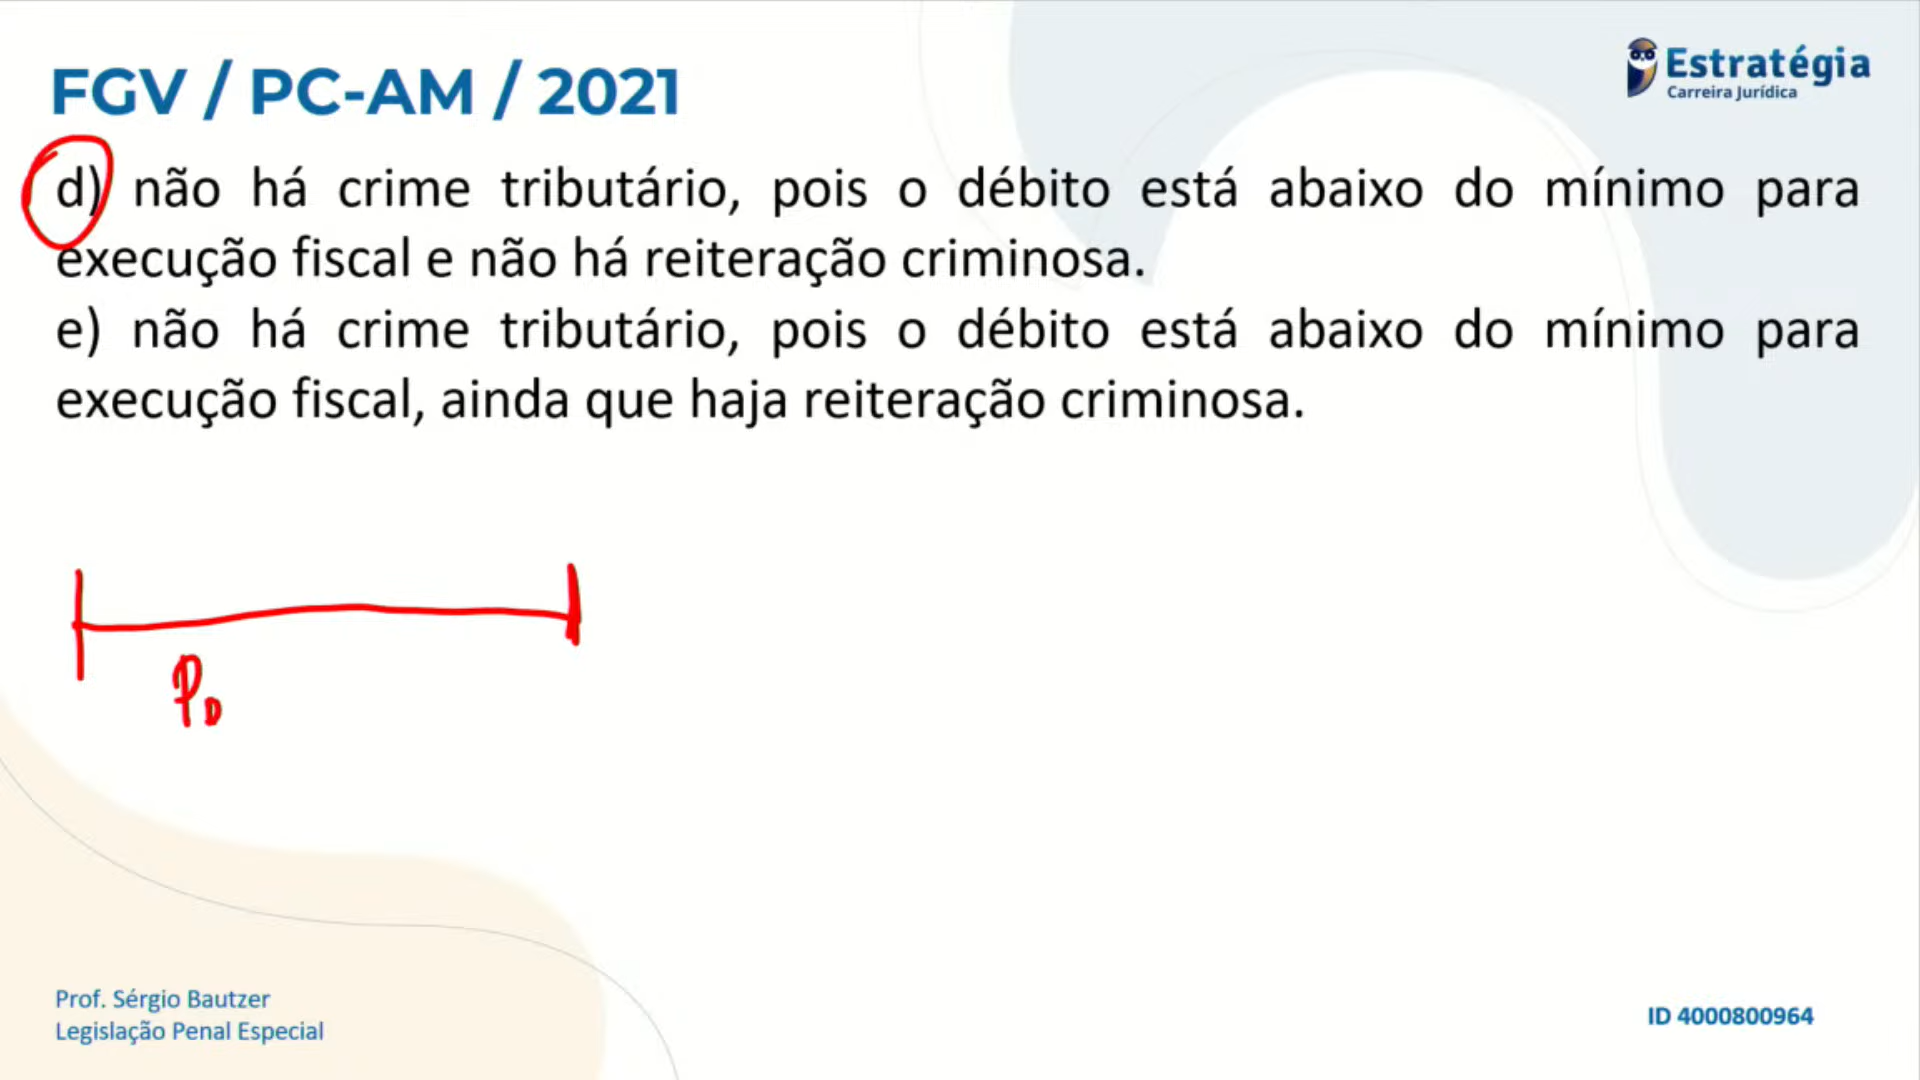 FGV / PC-AM / 2021
Estratégia
Carreira Jurídica
d) não há crime tributário, pois o débito está abaixo do mínimo para
execução fiscal e não há reiteração criminosa.
e) não há crime tributário, pois o débito está abaixo do mínimo para
execução fiscal, ainda que haja reiteração criminosa.
PD
Prof. Sérgio Bautzer
Legislação Penal Especial
ID 4000800964